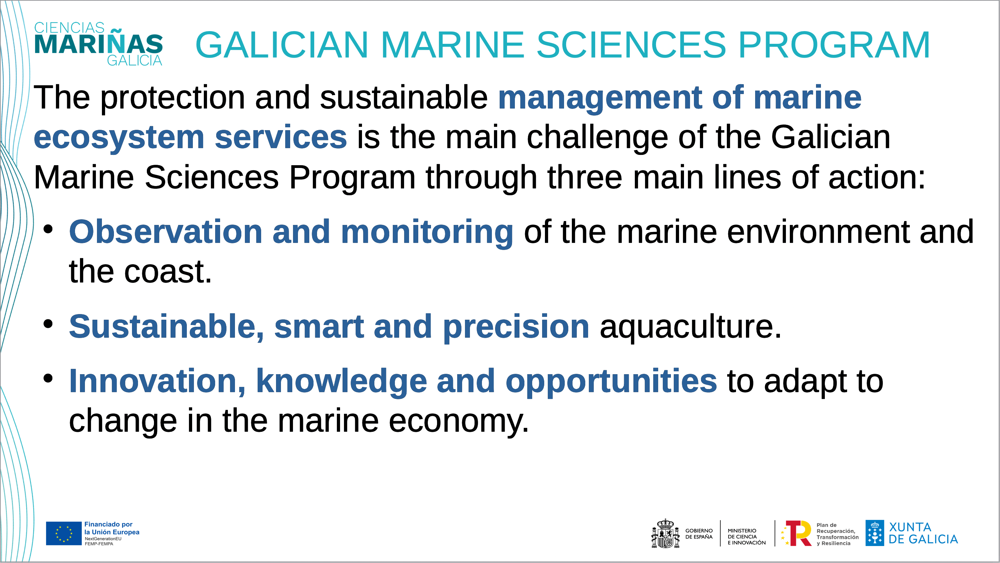 CIENCIAS
MARIÑAS
GALICIA
GALICIAN MARINE SCIENCES PROGRAM
The protection and sustainable management of marine
ecosystem services is the main challenge of the Galician
Marine Sciences Program through three main lines of action:
• Observation and monitoring of the marine environment and
the coast.
• Sustainable, smart and precision aquaculture.
• Innovation, knowledge and opportunities to adapt to
change in the marine economy.
Financiado por
la Unión Europea
NextGenerationEU
FEMP-FEMPA
GOBIERNO
DE ESPAÑA
MINISTERIO
DE CIENCIA
E INNOVACIÓN
TR
Plan de
Recuperación,
Transformación
y Resiliencia
XUNTA
DE GALICIA